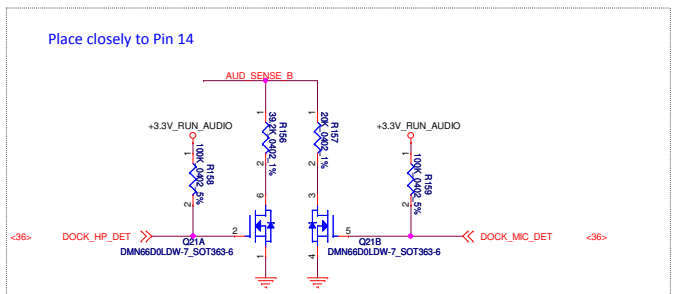 Place closely to Pin 14
AUD_SENSE_B
+3.3V_RUN_AUDIO
1
R158
100K_0402_5%
2
1
R156
39.2K_0402_1%
2
1
R157
20K_0402_1%
2
+3.3V_RUN_AUDIO
1
R159
100K_0402_5%
2
6
3
<36>
DOCK_HP_DET
2
5
DOCK_MIC_DET
<36>
Q21A
DMN66D0LDW-7_SOT363-6
1
4
Q21B
DMN66D0LDW-7_SOT363-6